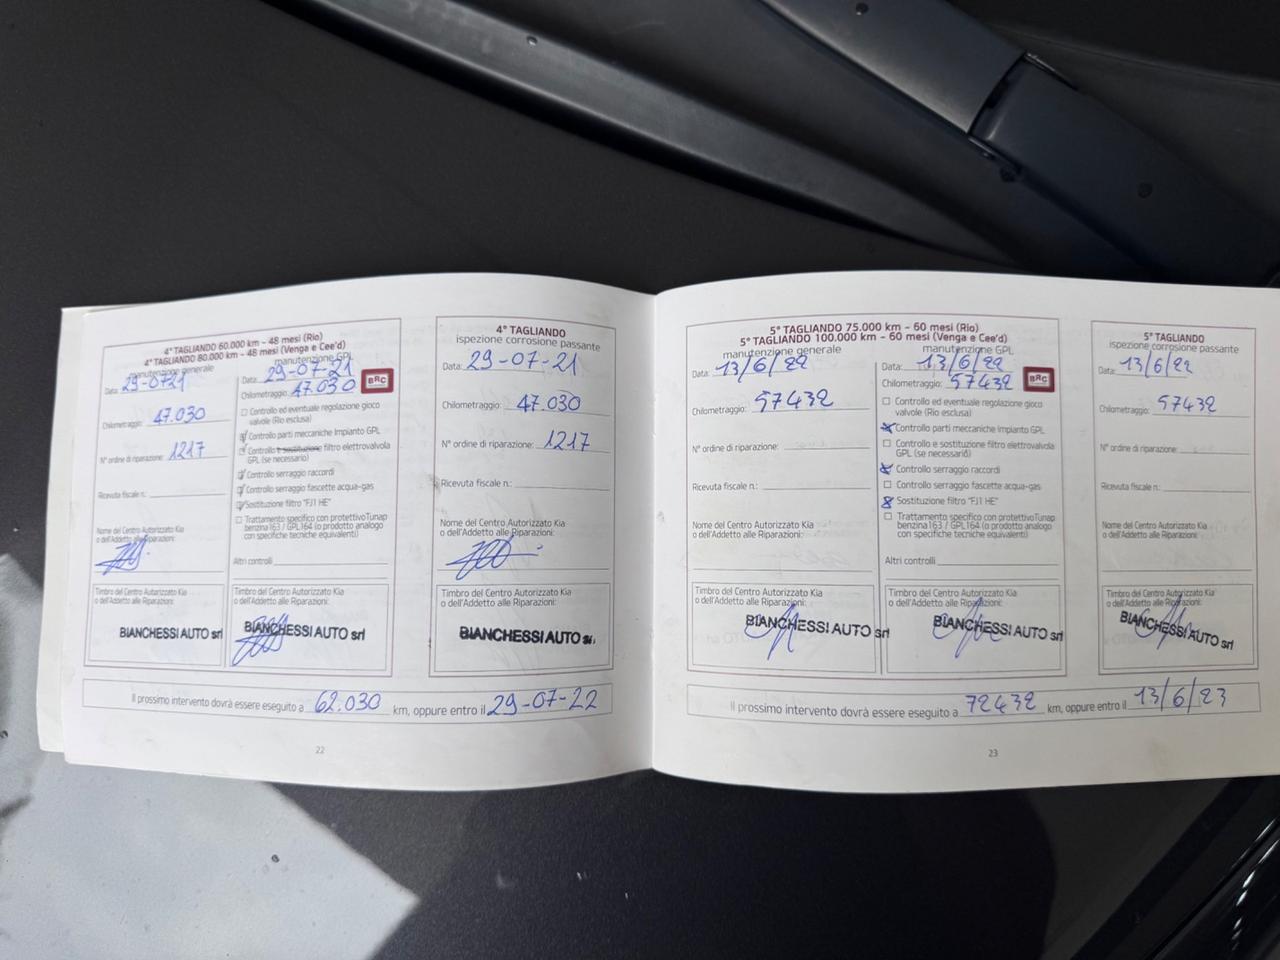 4° TAGLIANDO 60.000 km - 48 mesi (Rio)
4° TAGLIANDO 80.000 km - 48 mesi (Venga e Cee'd)
manutenzione generale
Data: 29-0721
Chilometraggio: 47.030
N° ordine di riparazione: 1217
Ricevuta fiscale n.:
Nome del Centro Autorizzato Kia
o dell'Addetto alle Riparazioni:
Timbro del Centro Autorizzato Kia
o dell'Addetto alle Riparazioni:
BIANCHESSI AUTO srl
manutenzione GPL
Data: 29-07-21
Chilometraggio: 47.030
BRC
Controllo ed eventuale regolazione gioco
valvole (Rio esclusa)
Controllo parti meccaniche Impianto GPL
Controllo e sostituzione filtro elettrovalvola
GPL (se necessario)
Controllo serraggio raccordi
Controllo serraggio fascette acqua-gas
Sostituzione filtro "FJ1 HE"
Trattamento specifico con protettivo Tunap
benzina 163 / GPL 164 (o prodotto analogo
con specifiche tecniche equivalenti)
Altri controlli
Timbro del Centro Autorizzato Kia
o dell'Addetto alle Riparazioni:
BIANCHESSI AUTO srl
4° TAGLIANDO
ispezione corrosione passante
Data: 29-07-21
Chilometraggio: 47.030
N° ordine di riparazione: 1217
Ricevuta fiscale n.:
Nome del Centro Autorizzato Kia
o dell'Addetto alle Riparazioni:
Timbro del Centro Autorizzato Kia
o dell'Addetto alle Riparazioni:
BIANCHESSI AUTO
Il prossimo intervento dovrà essere eseguito a 62.030 km, oppure entro il 29-07-22
22
5° TAGLIANDO 75.000 km - 60 mesi (Rio)
5° TAGLIANDO 100.000 km - 60 mesi (Venga e Cee'd)
manutenzione generale
Data: 13/6/22
Chilometraggio: 57432
N° ordine di riparazione:
Ricevuta fiscale n.:
Nome del Centro Autorizzato Kia
o dell'Addetto alle Riparazioni:
Timbro del Centro Autorizzato Kia
o dell'Addetto alle Riparazioni:
BIANCHESSI AUTO srl
manutenzione GPL
Data: 13/6/22
Chilometraggio: 57432
BRC
Controllo ed eventuale regolazione gioco
valvole (Rio esclusa)
Controllo parti meccaniche Impianto GPL
Controllo e sostituzione filtro elettrovalvola
GPL (se necessario)
Controllo serraggio raccordi
Controllo serraggio fascette acqua-gas
Sostituzione filtro "FJ1 HE"
Trattamento specifico con protettivo Tunap
benzina 163 / GPL 164 (o prodotto analogo
con specifiche tecniche equivalenti)
Altri controlli
Timbro del Centro Autorizzato Kia
o dell'Addetto alle Riparazioni:
BIANCHESSI AUTO srl
5° TAGLIANDO
ispezione corrosione passante
Data: 13/6/22
Chilometraggio: 57432
N° ordine di riparazione:
Ricevuta fiscale n.:
Nome del Centro Autorizzato Kia
o dell'Addetto alle Riparazioni:
Timbro del Centro Autorizzato Kia
o dell'Addetto alle Riparazioni:
BIANCHESSI AUTO srl
Il prossimo intervento dovrà essere eseguito a 72432 km, oppure entro il 13/6/23
23